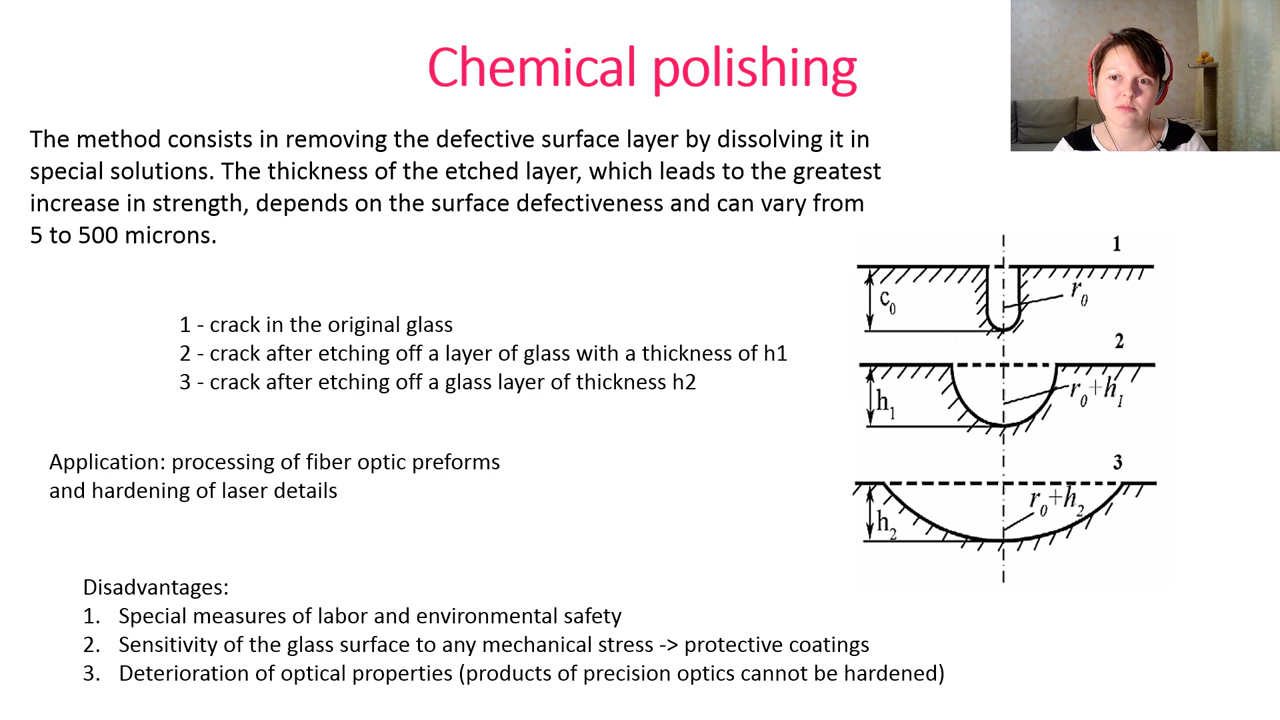 Chemical polishing
The method consists in removing the defective surface layer by dissolving it in
special solutions. The thickness of the etched layer, which leads to the greatest
increase in strength, depends on the surface defectiveness and can vary from
5 to 500 microns.
1 - crack in the original glass
2 - crack after etching off a layer of glass with a thickness of h1
3 - crack after etching off a glass layer of thickness h2
1
c₀
r₀
2
h₁
r₀+h₁
3
h₂
r₀+h₂
Application: processing of fiber optic preforms
and hardening of laser details
Disadvantages:
1. Special measures of labor and environmental safety
2. Sensitivity of the glass surface to any mechanical stress -> protective coatings
3. Deterioration of optical properties (products of precision optics cannot be hardened)